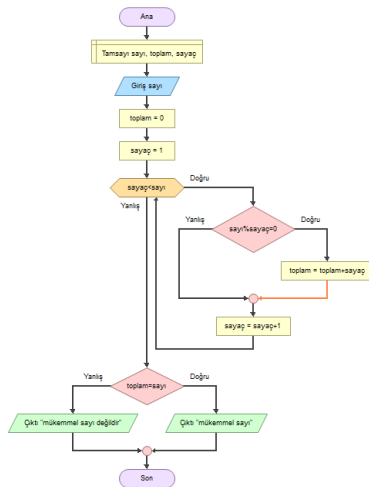 Ana
Tamsayı sayı, toplam, sayaç
Giriş sayı
toplam = 0
sayaç = 1
sayaç<sayı
Doğru
Yanlış
sayı%sayaç=0
Yanlış
Doğru
toplam = toplam+sayaç
sayaç = sayaç+1
toplam=sayı
Yanlış
Doğru
Çıktı "mükemmel sayı değildir"
Çıktı "mükemmel sayı"
Son